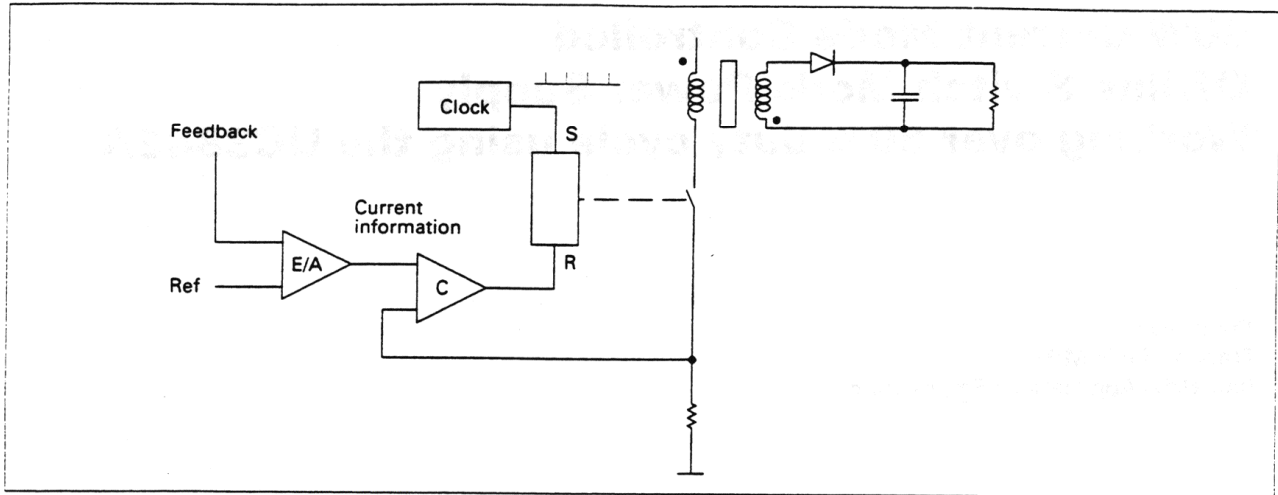 Clock
S
Feedback
Current
information
E/A
R
C
Ref